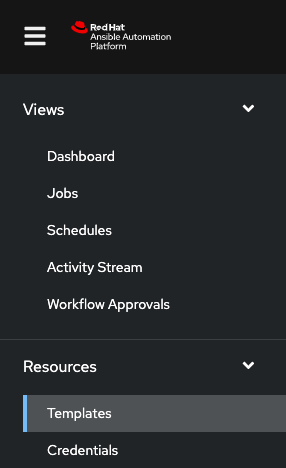 Red Hat
Ansible Automation
Platform
Views
Dashboard
Jobs
Schedules
Activity Stream
Workflow Approvals
Resources
Templates
Credentials